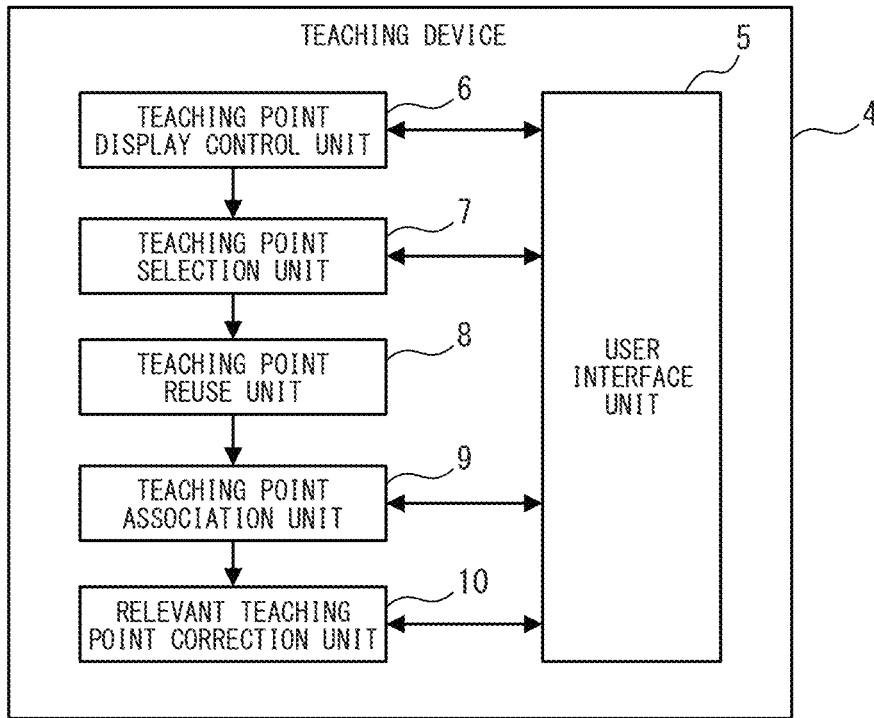 TEACHING DEVICE
5
4
6
TEACHING POINT
DISPLAY CONTROL UNIT
7
TEACHING POINT
SELECTION UNIT
8
TEACHING POINT
REUSE UNIT
USER
INTERFACE
UNIT
9
TEACHING POINT
ASSOCIATION UNIT
10
RELEVANT TEACHING
POINT CORRECTION UNIT